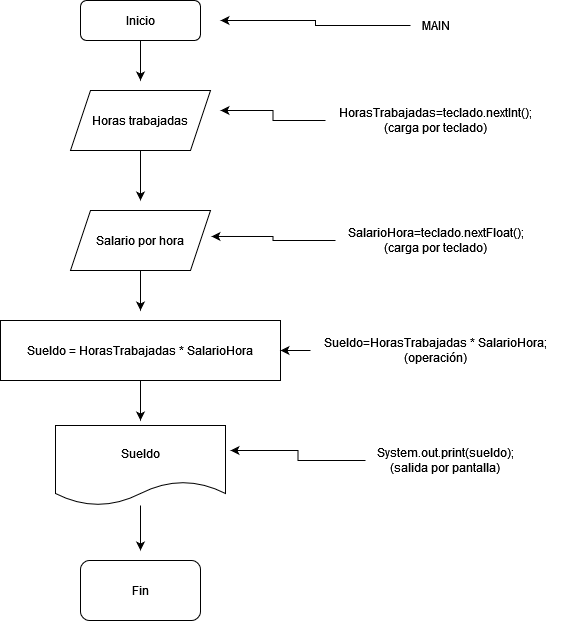 Inicio
MAIN
Horas trabajadas
HorasTrabajadas=teclado.nextInt();
(carga por teclado)
Salario por hora
SalarioHora=teclado.nextFloat();
(carga por teclado)
Sueldo = HorasTrabajadas * SalarioHora
Sueldo=HorasTrabajadas * SalarioHora;
(operación)
Sueldo
System.out.print(sueldo);
(salida por pantalla)
Fin